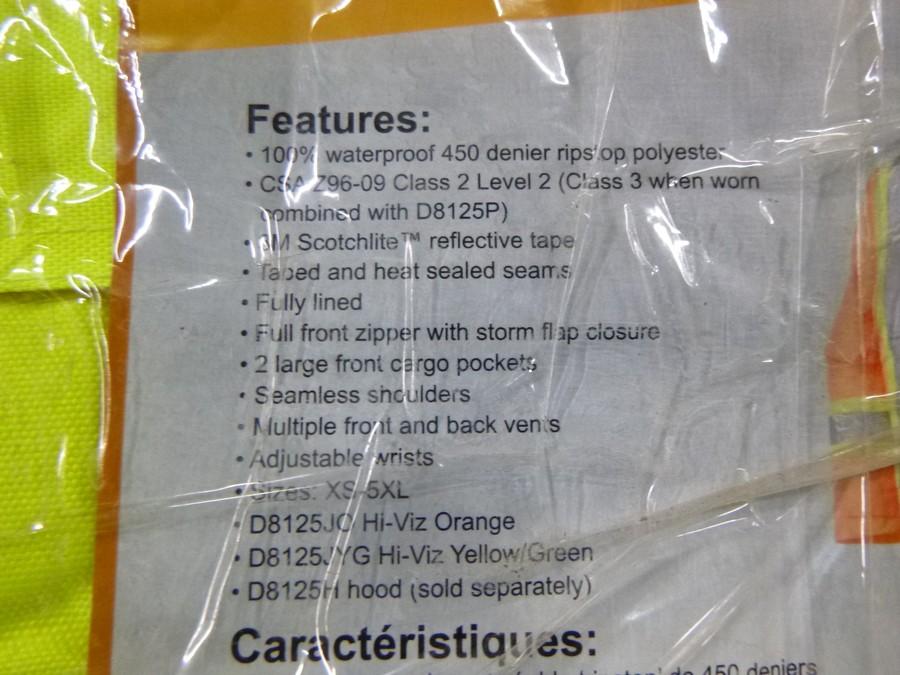 Features:
• 100% waterproof 450 denier ripstop polyester
• CSA Z96-09 Class 2 Level 2 (Class 3 when worn
combined with D8125P)
• 3M Scotchlite™ reflective tape
• Taped and heat sealed seams
• Fully lined
• Full front zipper with storm flap closure
• 2 large front cargo pockets
• Seamless shoulders
• Multiple front and back vents
• Adjustable wrists
• Sizes: XS-5XL
• D8125JO Hi-Viz Orange
• D8125JYG Hi-Viz Yellow/Green
• D8125H hood (sold separately)
Caractéristiques:
de 450 deniers